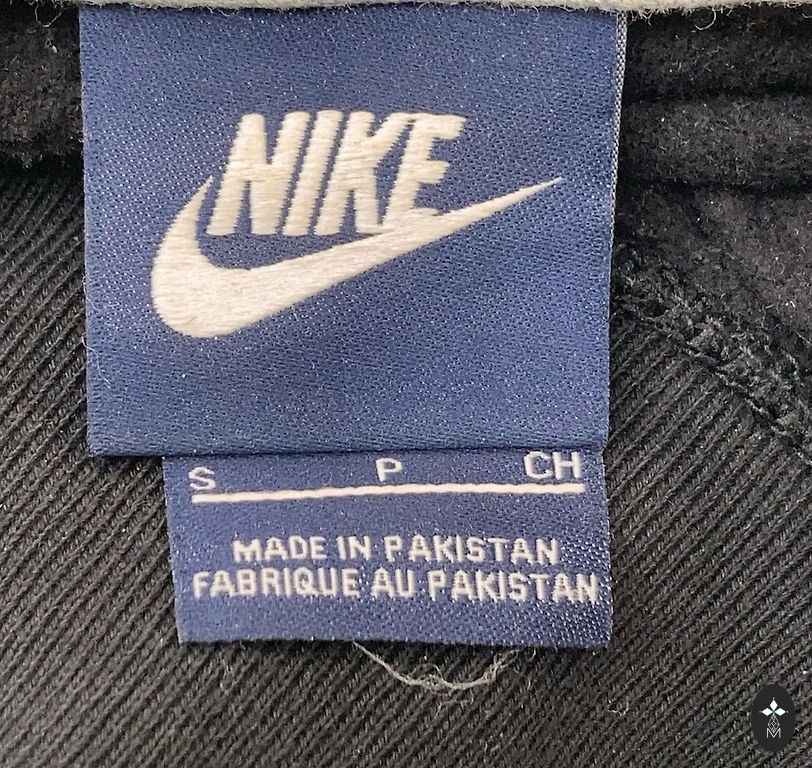 NIKE
S P CH
MADE IN PAKISTAN
FABRIQUE AU PAKISTAN
M